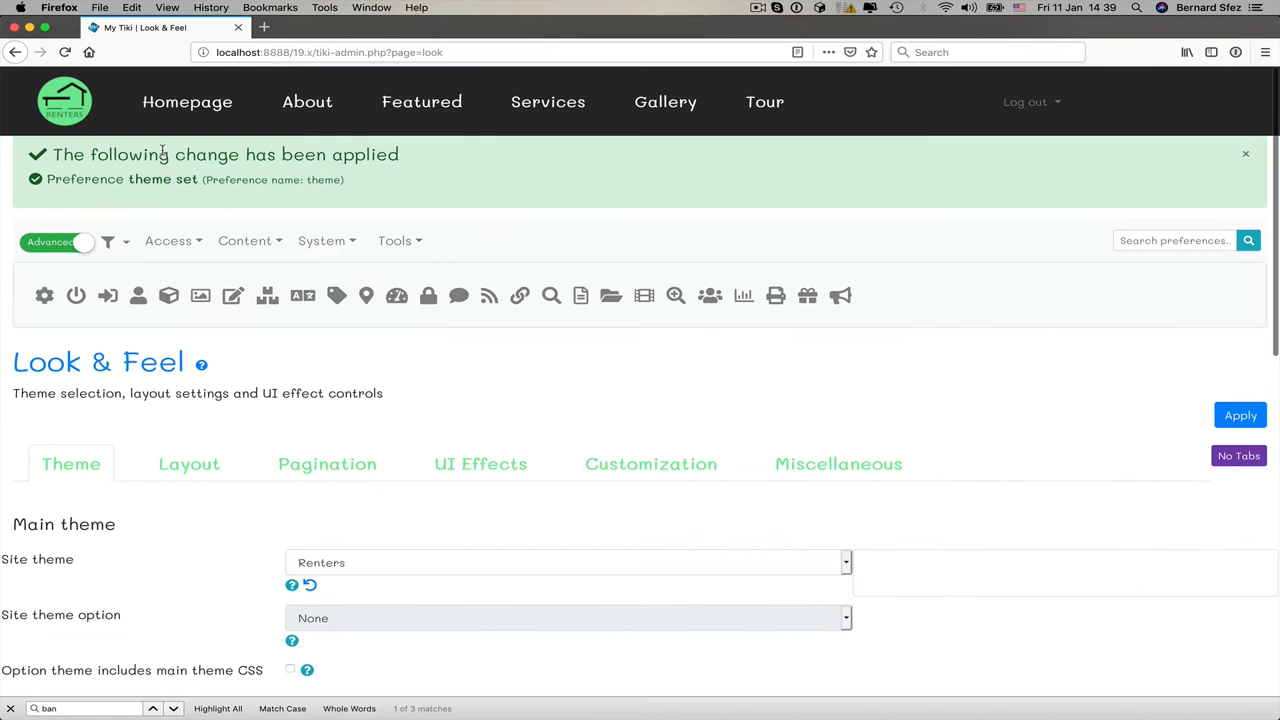 Firefox File Edit View History Bookmarks Tools Window Help
Fri 11 Jan 14 39 Bernard Sfez
My Tiki | Look & Feel
localhost:8888/19.x/tiki-admin.php?page=look
Search
RENTERS
Homepage About Featured Services Gallery Tour Log out
The following change has been applied
Preference theme set (Preference name: theme)
Advanced Access Content System Tools
Search preferences..
Look & Feel
Theme selection, layout settings and UI effect controls
Apply
Theme Layout Pagination UI Effects Customization Miscellaneous
No Tabs
Main theme
Site theme Renters
Site theme option None
Option theme includes main theme CSS
ban Highlight All Match Case Whole Words 1 of 3 matches